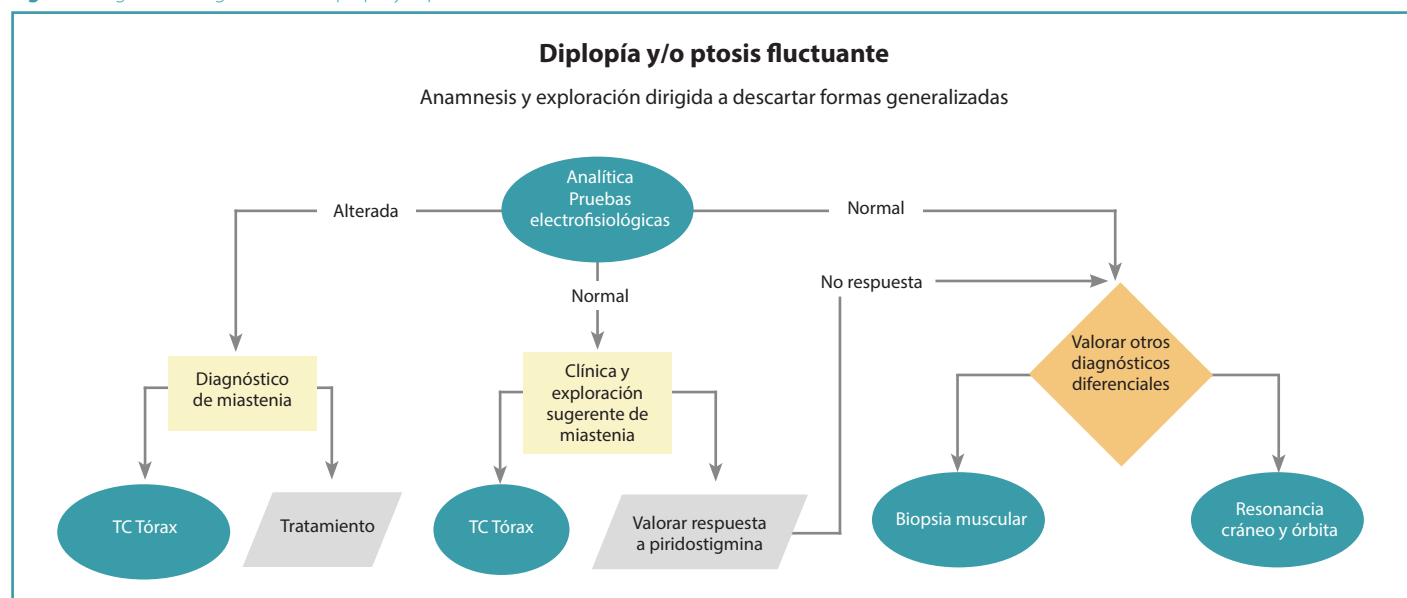 Diplopía y/o ptosis fluctuante
Anamnesis y exploración dirigida a descartar formas generalizadas
Analítica
Pruebas
electrofisiológicas
Alterada
Normal
Normal
No respuesta
Diagnóstico
de miastenia
Clínica y
exploración
sugerente de
miastenia
Valorar otros
diagnósticos
diferenciales
TC Tórax
Tratamiento
TC Tórax
Valorar respuesta
a piridostigmina
Biopsia muscular
Resonancia
cráneo y órbita